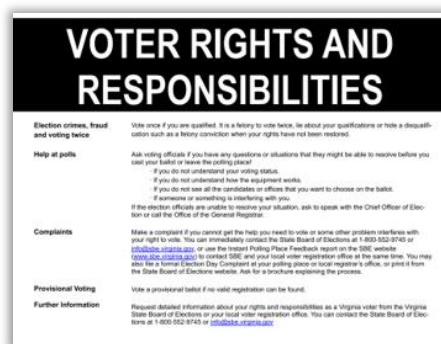 VOTER RIGHTS AND
RESPONSIBILITIES
Election crimes, fraud
and voting twice
Vote once if you are qualified. It is a felony to vote twice, lie about your qualifications or hide a disqualifi-
cation such as a felony conviction when your rights have not been restored.
Help at polls
Ask voting officials if you have any questions or situations that they might be able to resolve before you
cast your ballot or leave the polling place!
· If you do not understand your voting status.
· If you do not understand how the equipment works.
· If you do not see all the candidates or offices that you want to choose on the ballot.
· If someone or something is interfering with you.
If the election officials are unable to resolve your situation, ask to speak with the Chief Officer of Elec-
tion or call the Office of the General Registrar.
Complaints
Make a complaint if you cannot get the help you need to vote or some other problem interferes with
your right to vote. You can immediately contact the State Board of Elections at 1-800-552-9745 or
info@sbe.virginia.gov, or use the Instant Polling Place Feedback report on the SBE website
(www.sbe.virginia.gov) to contact SBE and your local voter registration office at the same time. You may
also file a formal Election Day Complaint at your polling place or local registrar's office, or print it from
the State Board of Elections website. Ask for a brochure explaining the process.
Provisional Voting
Vote a provisional ballot if no valid registration can be found.
Further Information
Request detailed information about your rights and responsibilities as a Virginia voter from the Virginia
State Board of Elections or your local voter registration office. You can contact the State Board of Elec-
tions at 1-800-552-9745 or info@sbe.virginia.gov